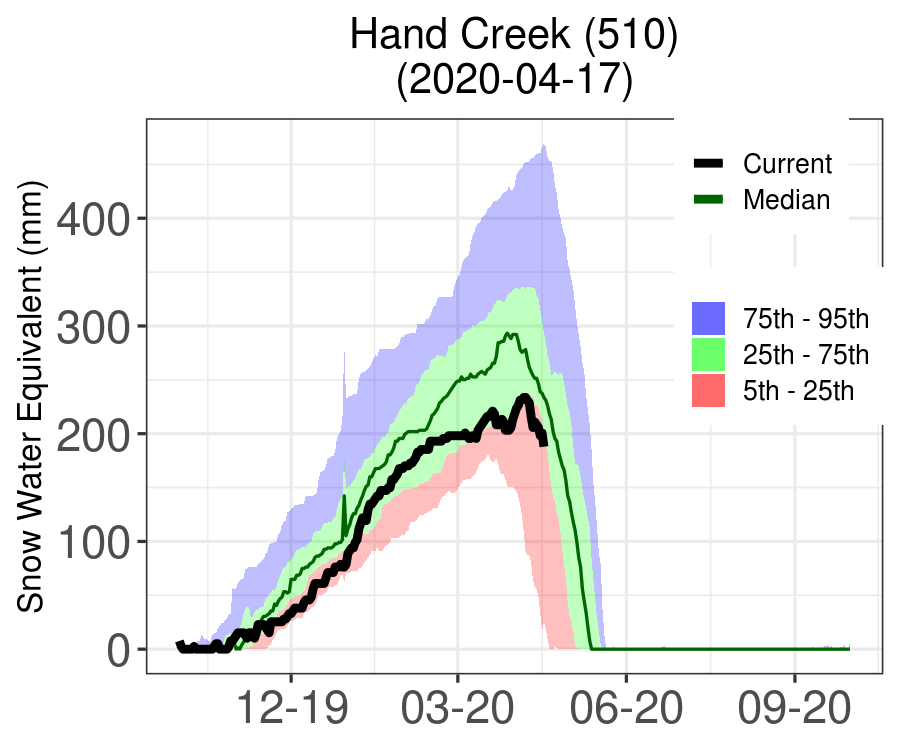 Hand Creek (510)
(2020-04-17)
Snow Water Equivalent (mm)
400
300
200
100
0
12-19
03-20
06-20
09-20
Current
Median
75th - 95th
25th - 75th
5th - 25th